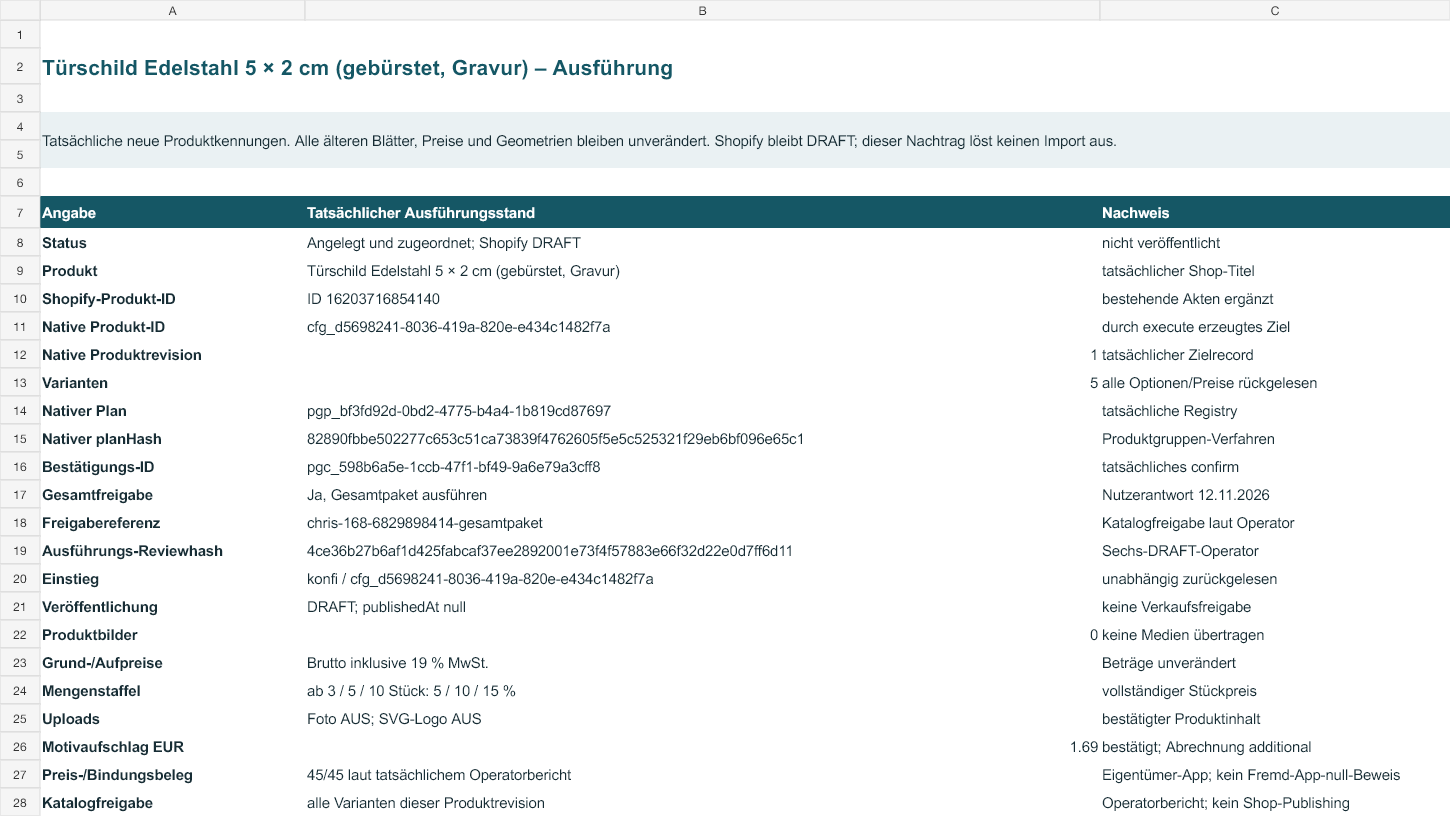 A B C
1
2 Türschild Edelstahl 5 × 2 cm (gebürstet, Gravur) – Ausführung
3
4
Tatsächliche neue Produktkennungen. Alle älteren Blätter, Preise und Geometrien bleiben unverändert. Shopify bleibt DRAFT; dieser Nachtrag löst keinen Import aus.
5
6
7 Angabe Tatsächlicher Ausführungsstand Nachweis
8 Status Angelegt und zugeordnet; Shopify DRAFT nicht veröffentlicht
9 Produkt Türschild Edelstahl 5 × 2 cm (gebürstet, Gravur) tatsächlicher Shop-Titel
10 Shopify-Produkt-ID ID 16203716854140 bestehende Akten ergänzt
11 Native Produkt-ID cfg_d5698241-8036-419a-820e-e434c1482f7a durch execute erzeugtes Ziel
12 Native Produktrevision 1 tatsächlicher Zielrecord
13 Varianten 5 alle Optionen/Preise rückgelesen
14 Nativer Plan pgp_bf3fd92d-0bd2-4775-b4a4-1b819cd87697 tatsächliche Registry
15 Nativer planHash 82890fbbe502277c653c51ca73839f4762605f5e5c525321f29eb6bf096e65c1 Produktgruppen-Verfahren
16 Bestätigungs-ID pgc_598b6a5e-1ccb-47f1-bf49-9a6e79a3cff8 tatsächliches confirm
17 Gesamtfreigabe Ja, Gesamtpaket ausführen Nutzerantwort 12.11.2026
18 Freigabereferenz chris-168-6829898414-gesamtpaket Katalogfreigabe laut Operator
19 Ausführungs-Reviewhash 4ce36b27b6af1d425fabcaf37ee2892001e73f4f57883e66f32d22e0d7ff6d11 Sechs-DRAFT-Operator
20 Einstieg konfi / cfg_d5698241-8036-419a-820e-e434c1482f7a unabhängig zurückgelesen
21 Veröffentlichung DRAFT; publishedAt null keine Verkaufsfreigabe
22 Produktbilder 0 keine Medien übertragen
23 Grund-/Aufpreise Brutto inklusive 19 % MwSt. Beträge unverändert
24 Mengenstaffel ab 3 / 5 / 10 Stück: 5 / 10 / 15 % vollständiger Stückpreis
25 Uploads Foto AUS; SVG-Logo AUS bestätigter Produktinhalt
26 Motivaufschlag EUR 1.69 bestätigt; Abrechnung additional
27 Preis-/Bindungsbeleg 45/45 laut tatsächlichem Operatorbericht Eigentümer-App; kein Fremd-App-null-Beweis
28 Katalogfreigabe alle Varianten dieser Produktrevision Operatorbericht; kein Shop-Publishing